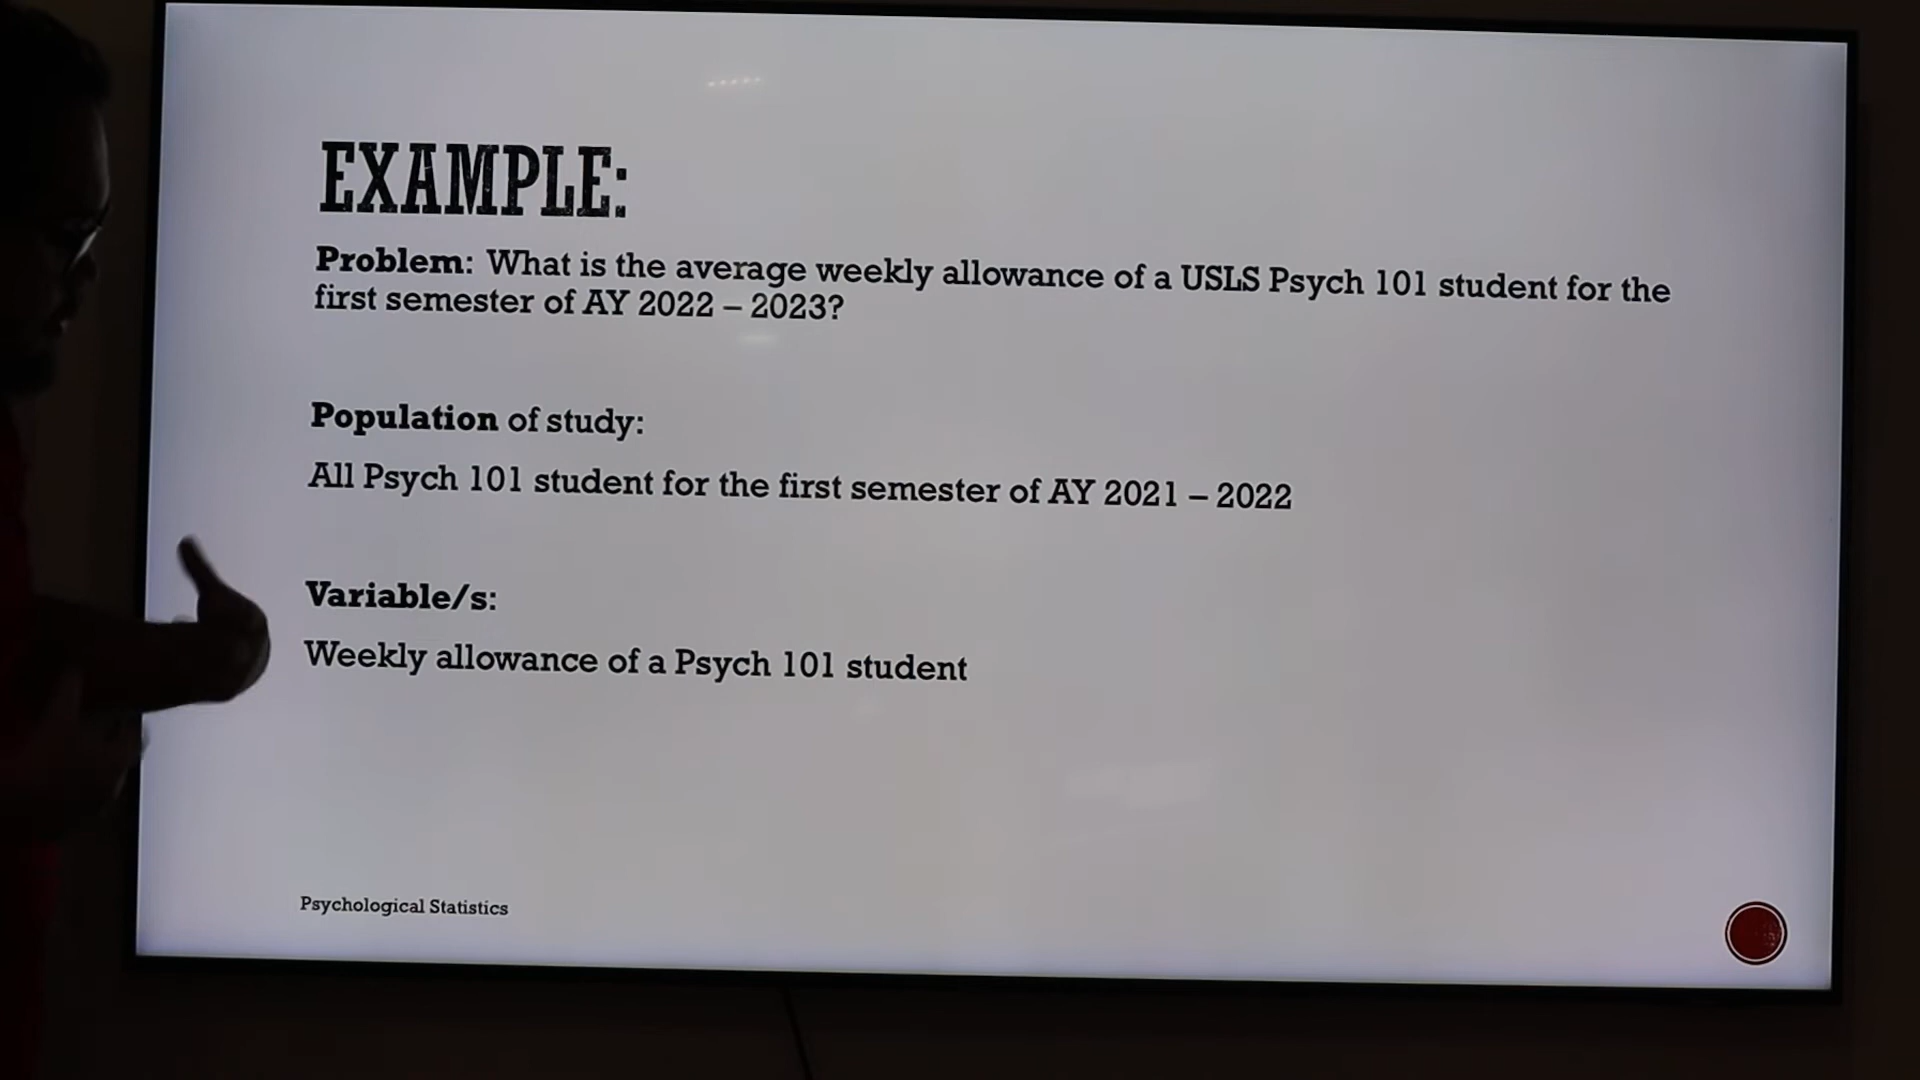 EXAMPLE:
Problem: What is the average weekly allowance of a USLS Psych 101 student for the
first semester of AY 2022 – 2023?
Population of study:
All Psych 101 student for the first semester of AY 2021 – 2022
Variable/s:
Weekly allowance of a Psych 101 student
Psychological Statistics